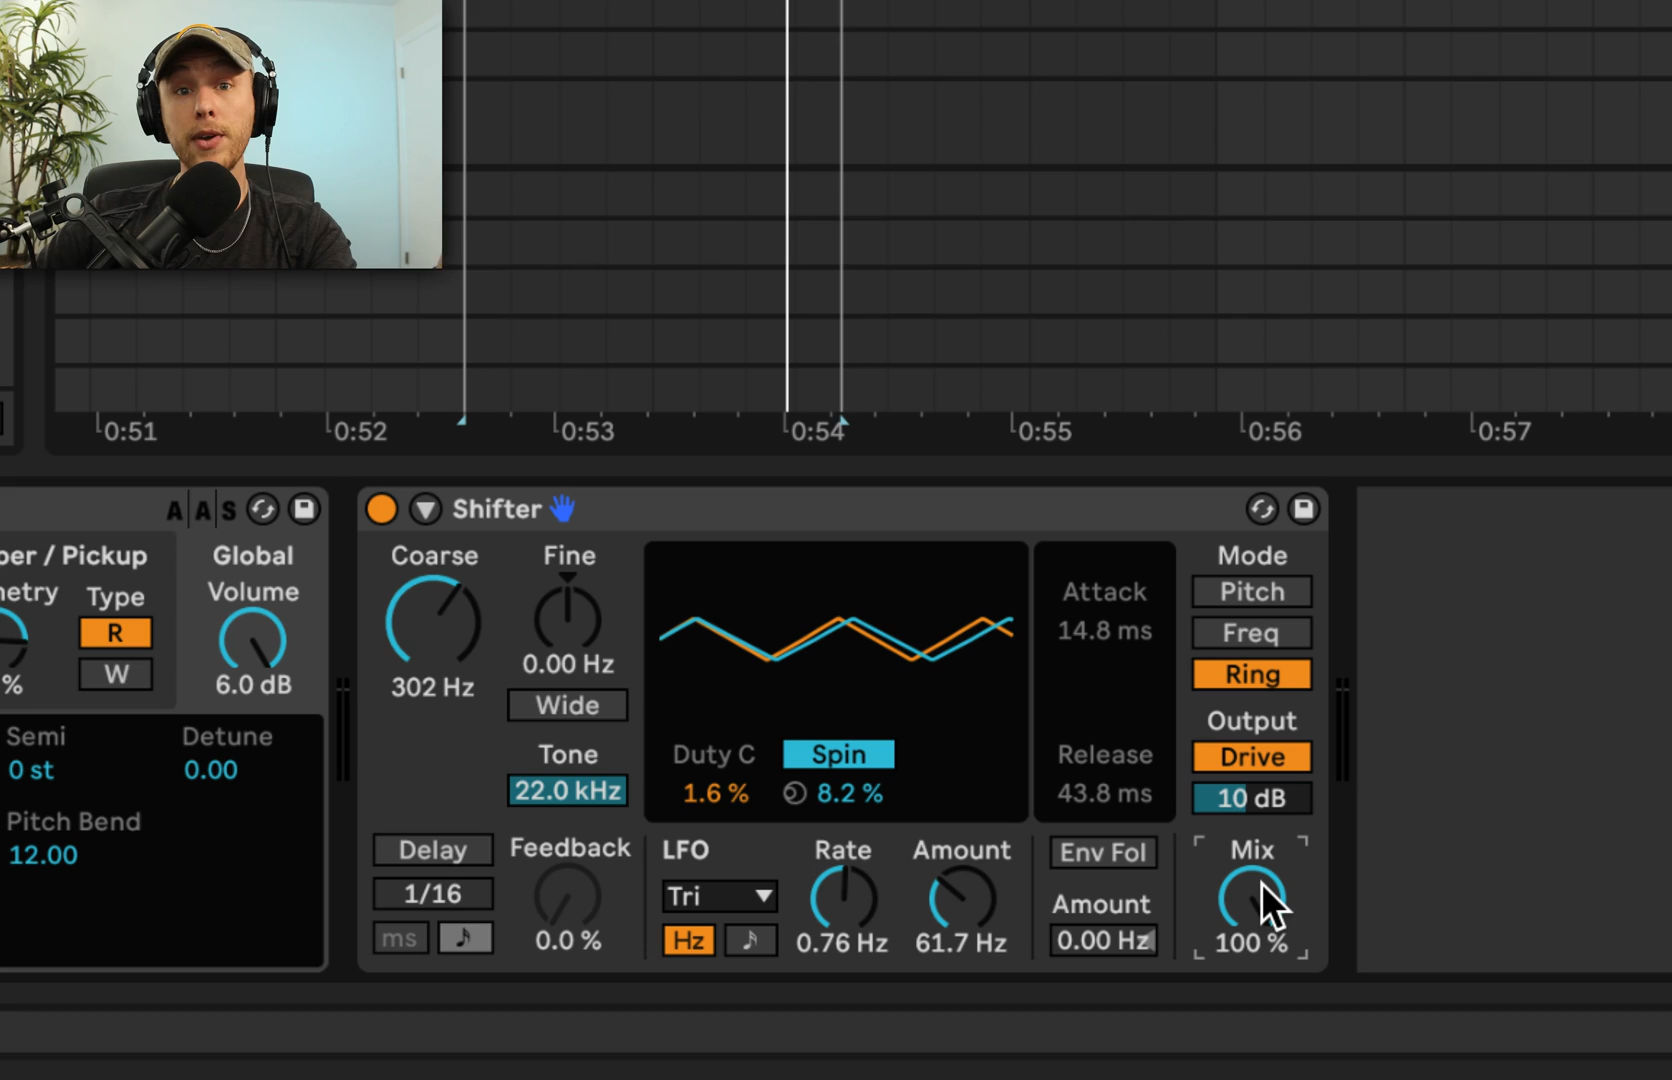 0:51 0:52 0:53 0:54 0:55 0:56 0:57
A|A|S
per / Pickup
Global
metry
Type
R
W
%
Volume
6.0 dB
Semi
0 st
Detune
0.00
Pitch Bend
12.00
Shifter
Coarse
302 Hz
Fine
0.00 Hz
Wide
Tone
22.0 kHz
Delay
1/16
ms
Feedback
0.0 %
Duty C
1.6 %
Spin
8.2 %
LFO
Tri
Hz
Rate
0.76 Hz
Amount
61.7 Hz
Attack
14.8 ms
Release
43.8 ms
Env Fol
Amount
0.00 Hz
Mode
Pitch
Freq
Ring
Output
Drive
10 dB
Mix
100 %